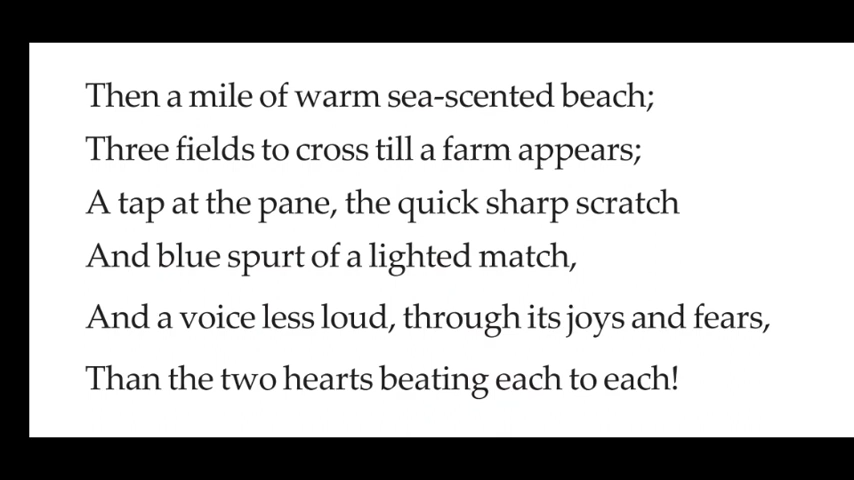 Then a mile of warm sea-scented beach;
Three fields to cross till a farm appears;
A tap at the pane, the quick sharp scratch
And blue spurt of a lighted match,
And a voice less loud, through its joys and fears,
Than the two hearts beating each to each!